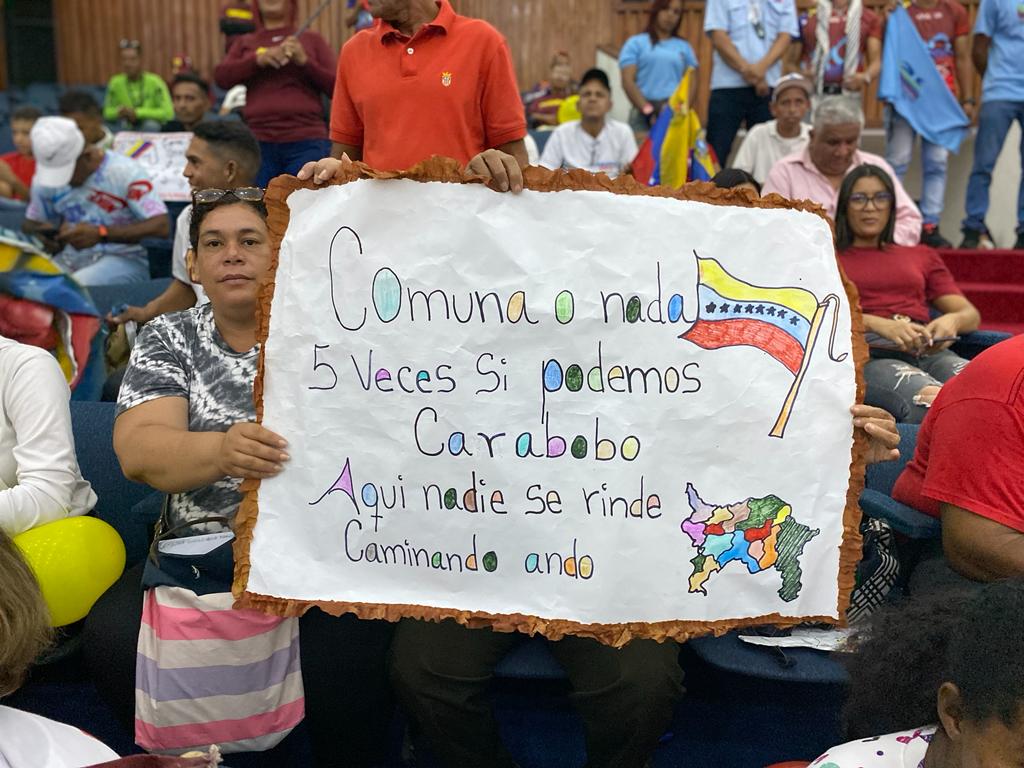 Comuna o nada
5 Veces Si podemos
Carabobo
Aqui nadie se rinde
Caminando ando